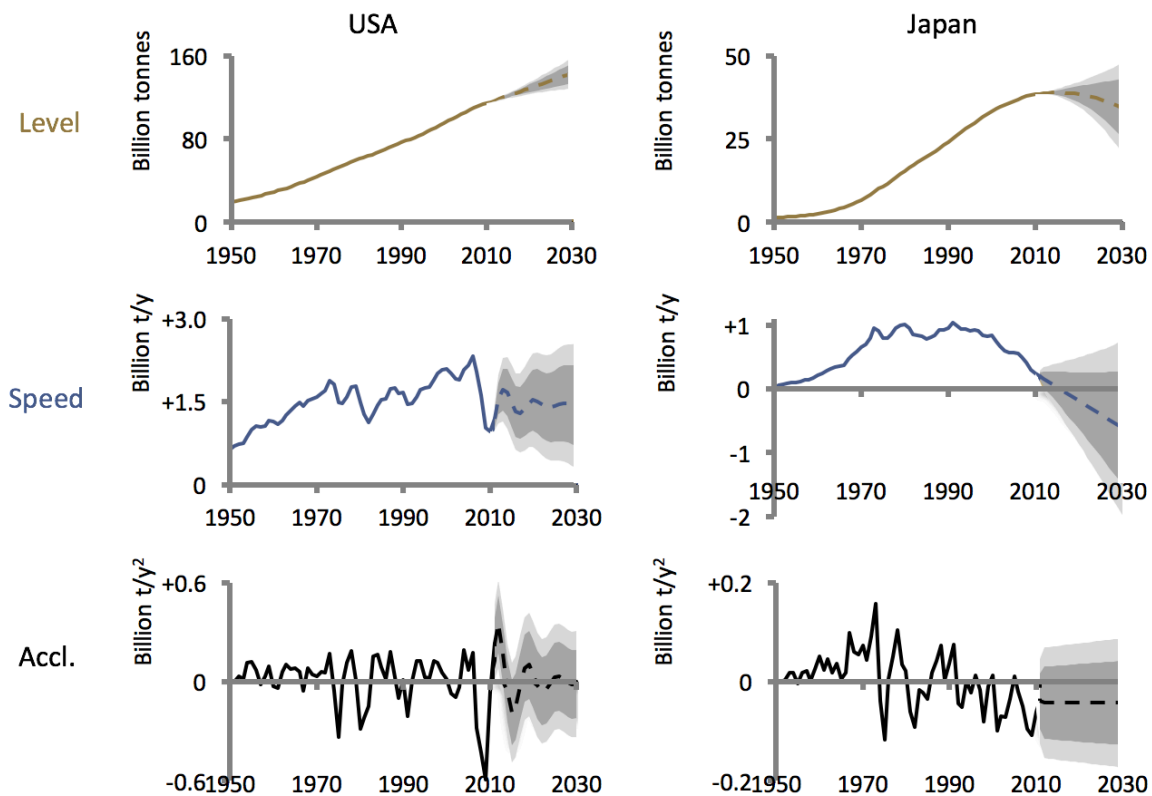 USA
Japan
Level
Billion tonnes
160
80
0
1950 1970 1990 2010 2030
Billion tonnes
50
25
0
1950 1970 1990 2010 2030
Speed
Billion t/y
+3.0
+1.5
0
1950 1970 1990 2010 2030
Billion t/y
+1
0
-1
-2
1950 1970 1990 2010 2030
Accl.
Billion t/y²
+0.6
0
-0.6
1950 1970 1990 2010 2030
Billion t/y²
+0.2
0
-0.2
1950 1970 1990 2010 2030